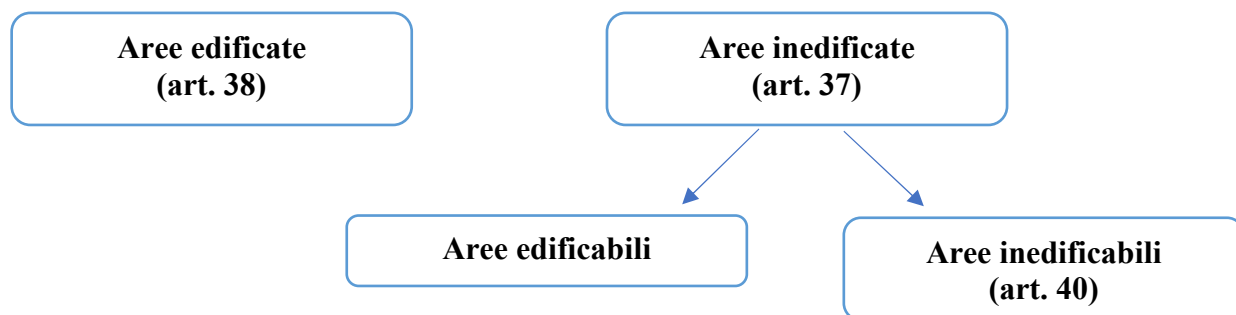 Aree edificate
(art. 38)
Aree inedificate
(art. 37)
Aree edificabili
Aree inedificabili
(art. 40)